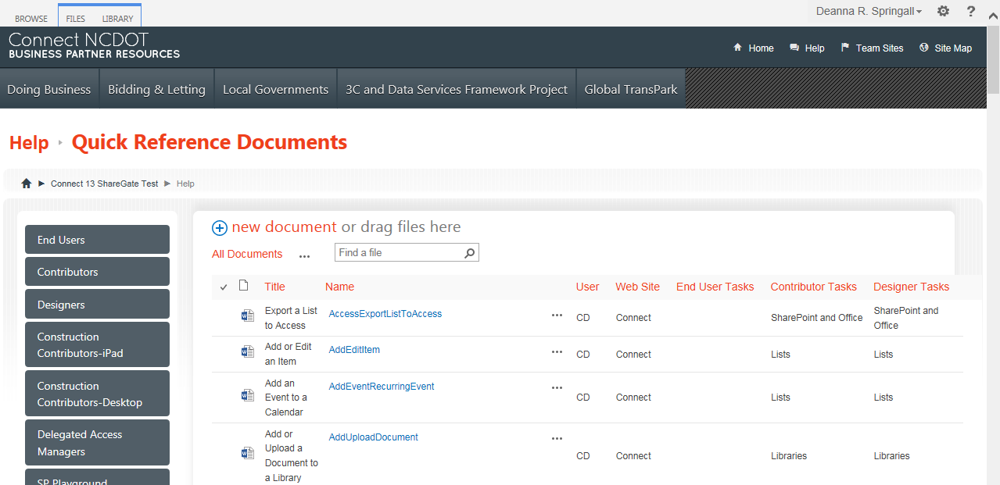 BROWSE FILES LIBRARY Deanna R. Springall ?
Connect NCDOT
BUSINESS PARTNER RESOURCES
Home Help Team Sites Site Map
Doing Business Bidding & Letting Local Governments 3C and Data Services Framework Project Global TransPark
Help ▸ Quick Reference Documents
Connect 13 ShareGate Test ▶ Help
End Users
Contributors
Designers
Construction
Contributors-iPad
Construction
Contributors-Desktop
Delegated Access
Managers
SP Playground
new document or drag files here
All Documents ... Find a file
Title Name User Web Site End User Tasks Contributor Tasks Designer Tasks
Export a List
to Access
AccessExportListToAccess ... CD Connect SharePoint and Office SharePoint and
Office
Add or Edit
an Item
AddEditItem ... CD Connect Lists Lists
Add an
Event to a
Calendar
AddEventRecurringEvent ... CD Connect Lists Lists
Add or
Upload a
Document to
a Library
AddUploadDocument ... CD Connect Libraries Libraries